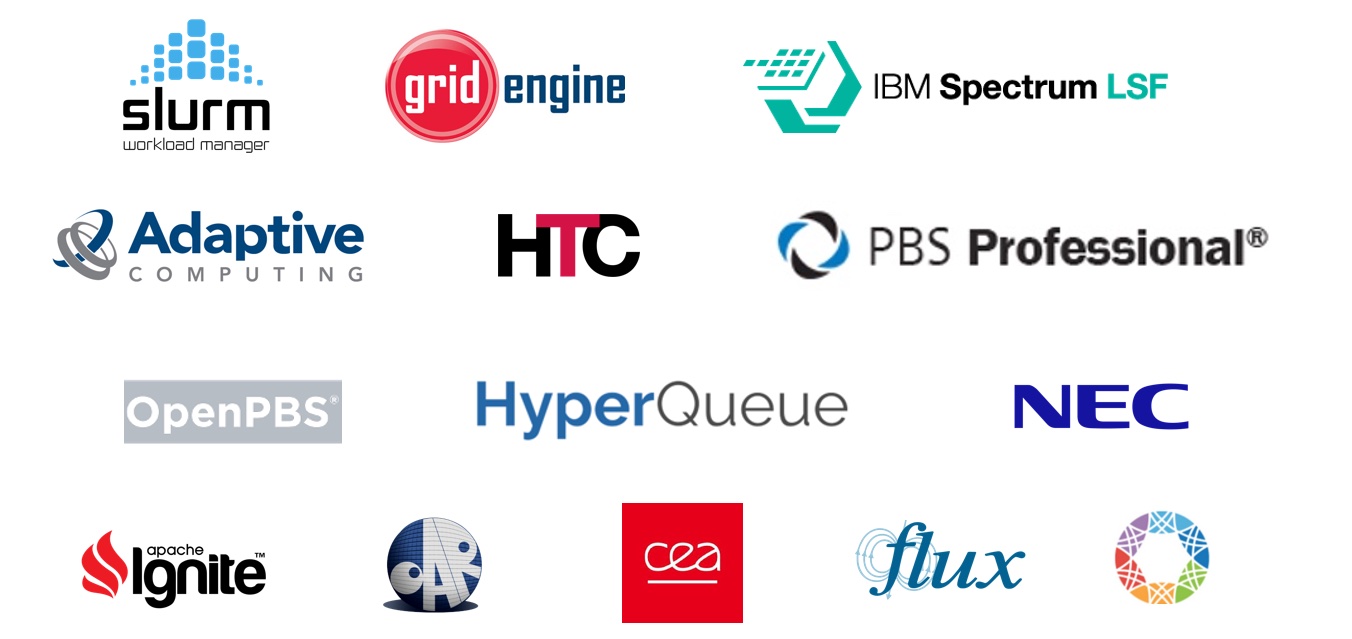 slurm
workload manager
grid engine
IBM Spectrum LSF
Adaptive
COMPUTING
HTC
PBS Professional®
OpenPBS®
HyperQueue
NEC
apache
Ignite™
OAR
cea
flux